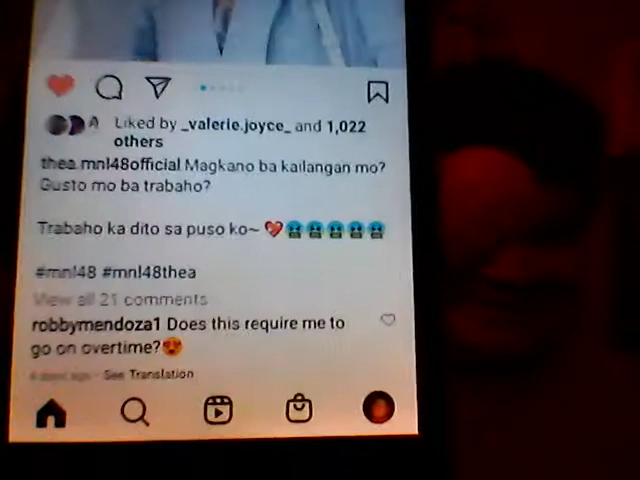 Liked by _valerie.joyce_ and 1,022
others
thea.mnl48official Magkano ba kailangan mo?
Gusto mo ba trabaho?
Trabaho ka dito sa puso ko~ 💖🤑🤑🤑🤑🤑
#mnl48 #mnl48thea
View all 21 comments
robbymendoza1 Does this require me to
go on overtime?😍
4 days ago · See Translation